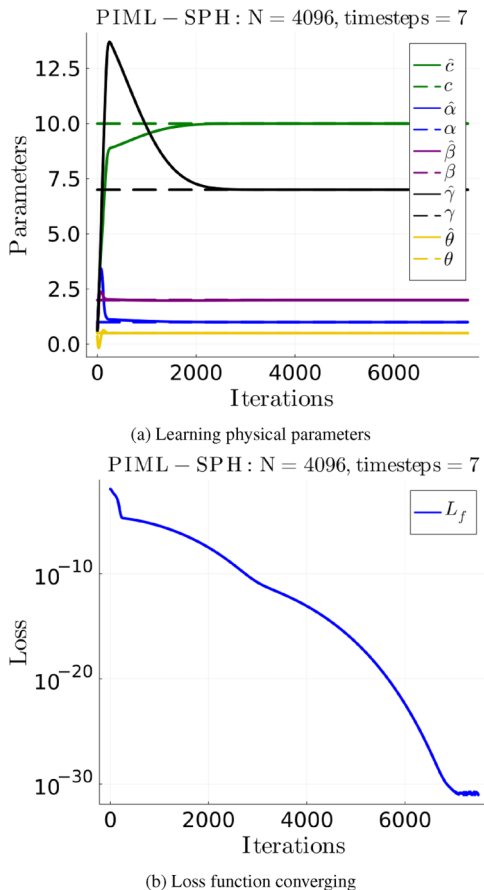 PIML − SPH: N = 4096, timesteps = 7
12.5
10.0
7.5
5.0
2.5
0.0
Parameters
0
2000
4000
6000
Iterations
ĉ
c
α̂
α
β̂
β
γ̂
γ
θ̂
θ
(a) Learning physical parameters
PIML − SPH: N = 4096, timesteps = 7
10⁻¹⁰
10⁻²⁰
10⁻³⁰
Loss
0
2000
4000
6000
Iterations
L_f
(b) Loss function converging